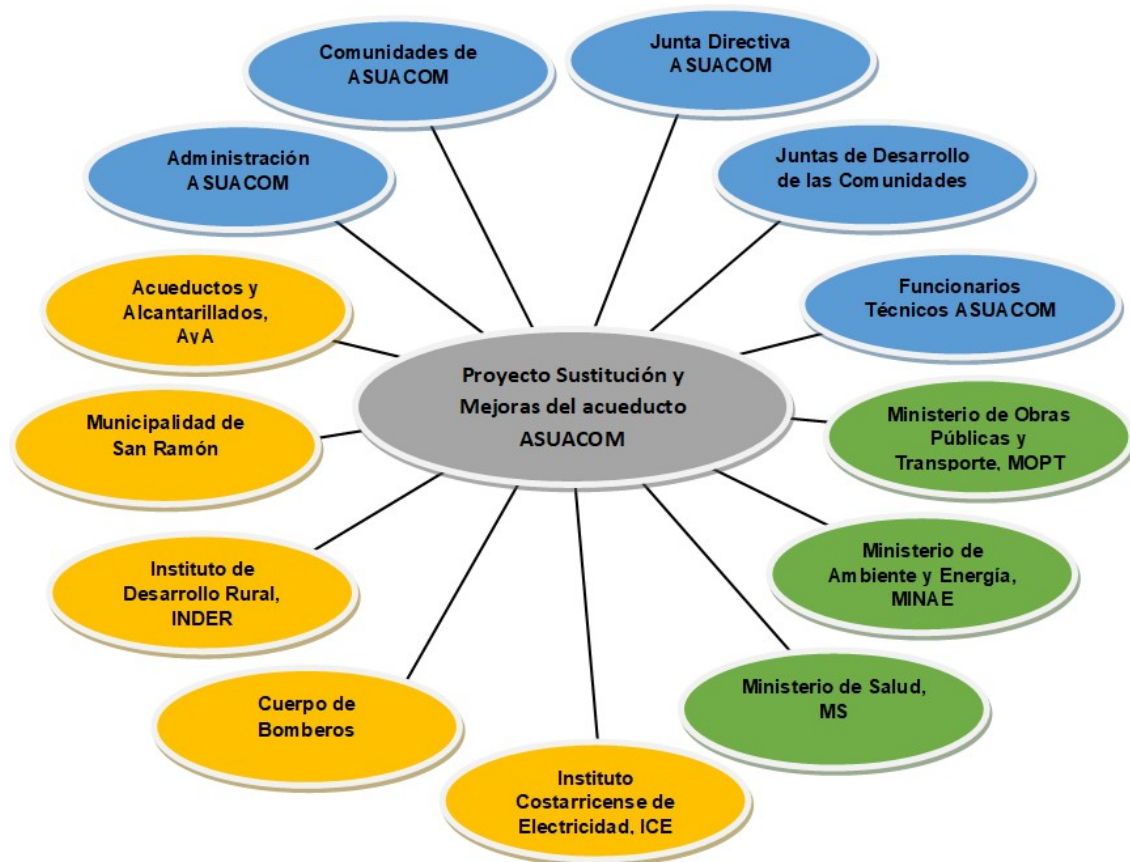 Comunidades de
ASUACOM
Junta Directiva
ASUACOM
Administración
ASUACOM
Juntas de Desarrollo
de las Comunidades
Acueductos y
Alcantarillados,
AyA
Funcionarios
Técnicos ASUACOM
Proyecto Sustitución y
Mejoras del acueducto
ASUACOM
Municipalidad de
San Ramón
Ministerio de Obras
Públicas y
Transporte, MOPT
Instituto de
Desarrollo Rural,
INDER
Ministerio de
Ambiente y Energía,
MINAE
Cuerpo de
Bomberos
Ministerio de Salud,
MS
Instituto
Costarricense de
Electricidad, ICE